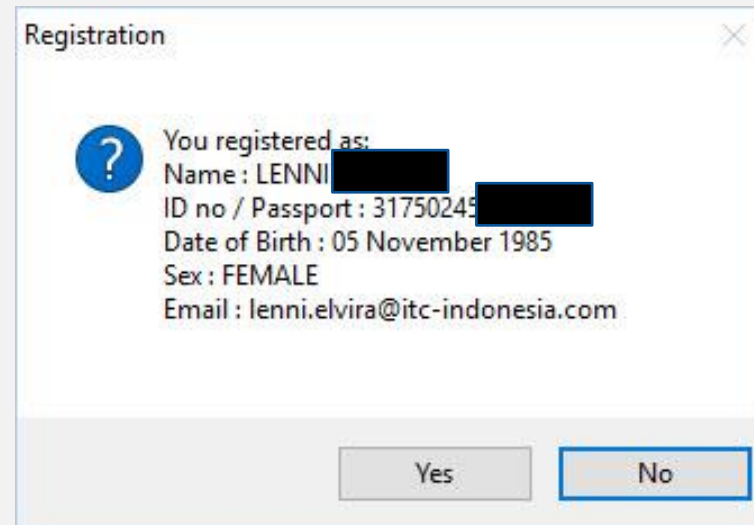 Registration
You registered as:
Name : LENNI
ID no / Passport : 31750245
Date of Birth : 05 November 1985
Sex : FEMALE
Email : lenni.elvira@itc-indonesia.com
Yes
No